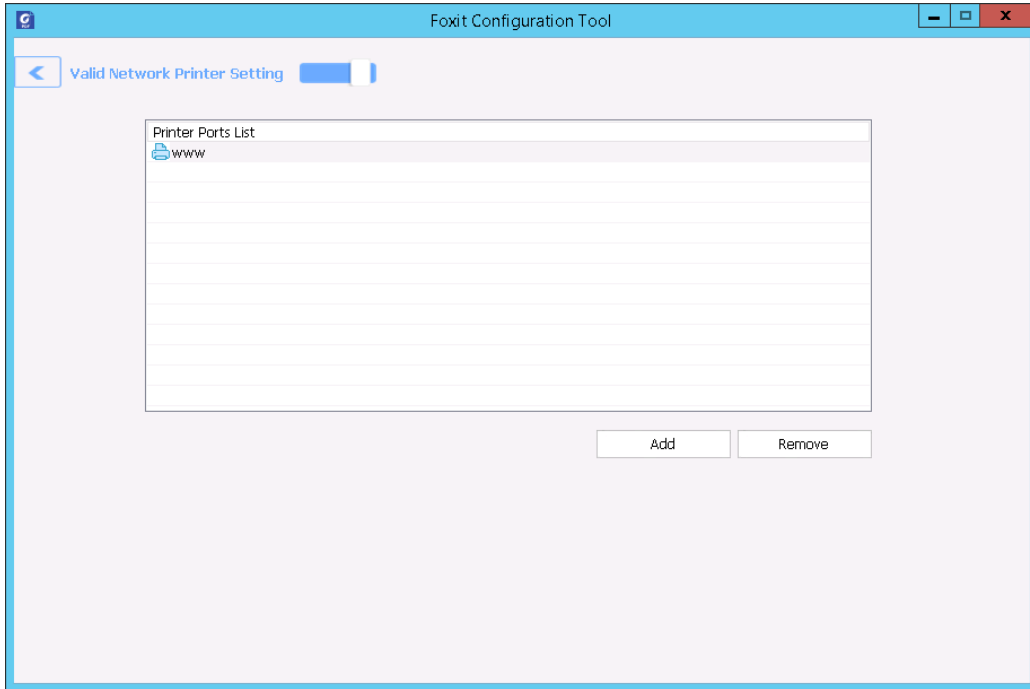 Foxit Configuration Tool
Valid Network Printer Setting
Printer Ports List
www
Add Remove